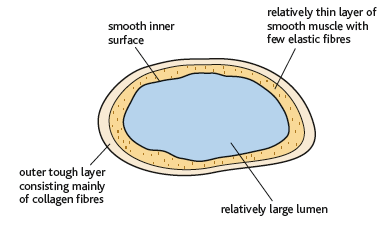 relatively thin layer of
smooth muscle with
few elastic fibres
smooth inner
surface
outer tough layer
consisting mainly
of collagen fibres
relatively large lumen